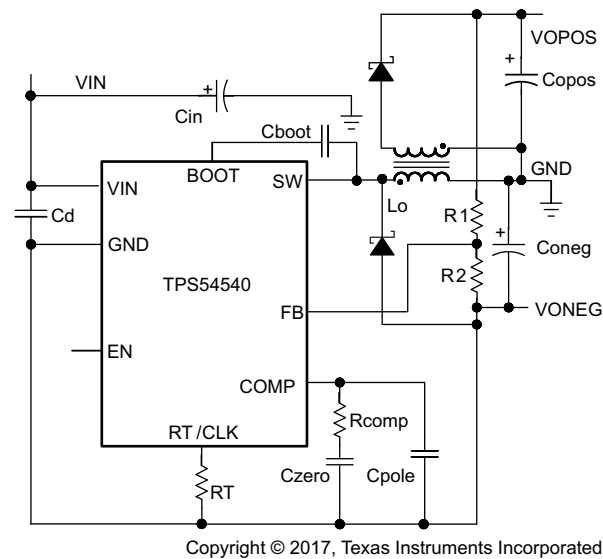 VOPOS
VIN
Copos
Cin
Cboot
GND
BOOT
SW
VIN
Lo
Cd
R1
GND
Coneg
TPS54540
R2
FB
VONEG
EN
COMP
Rcomp
RT /CLK
Czero
Cpole
RT
Copyright © 2017, Texas Instruments Incorporated